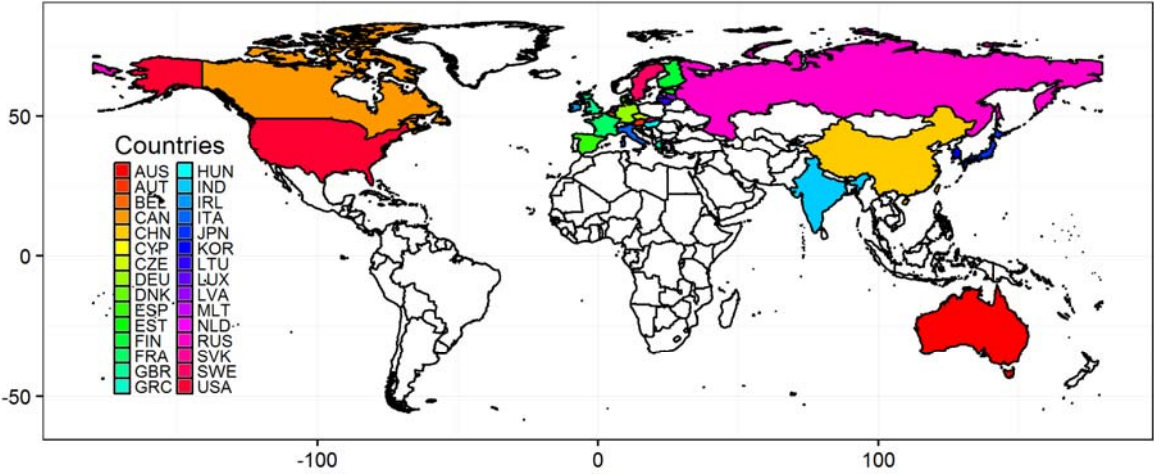 50
0
-50
Countries
AUS HUN
AUT IND
BEL IRL
CAN ITA
CHN JPN
CYP KOR
CZE LTU
DEU LUX
DNK LVA
ESP MLT
EST NLD
FIN RUS
FRA SVK
GBR SWE
GRC USA
-100 0 100